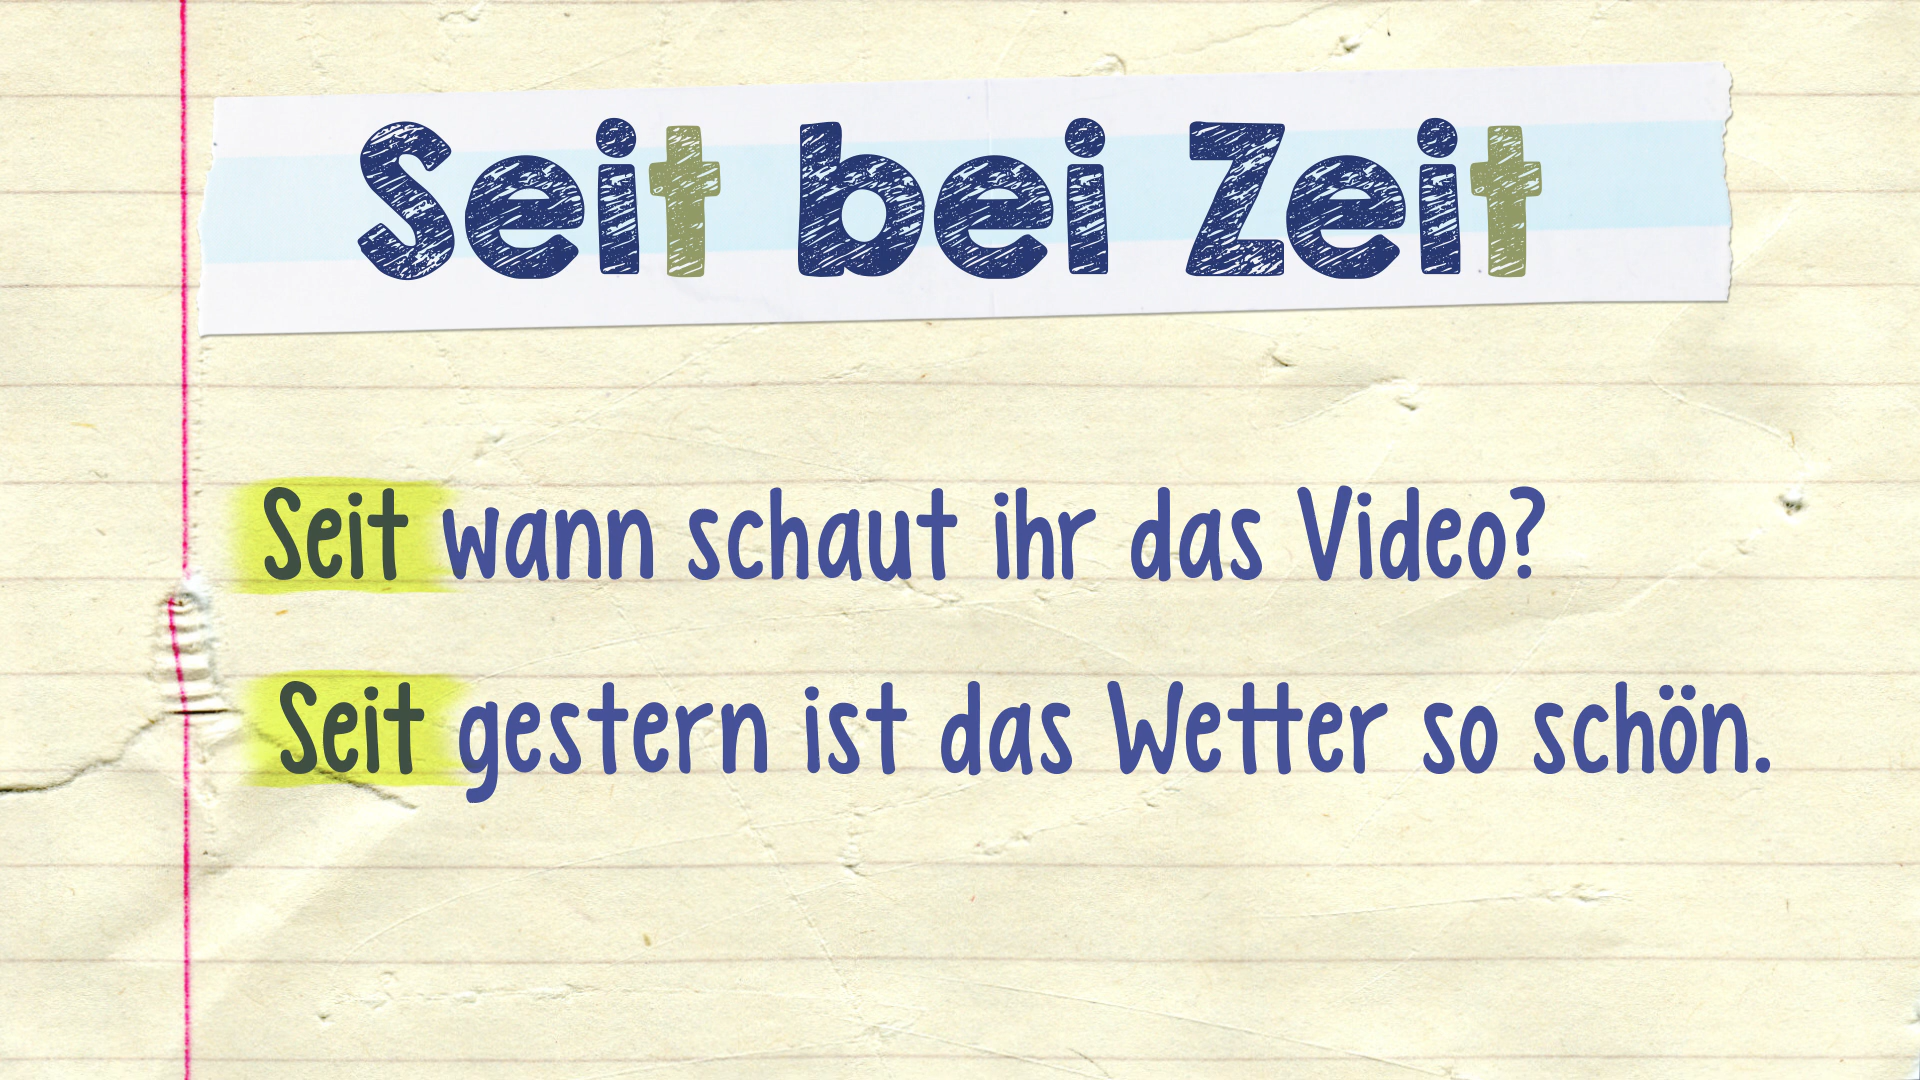 Seit bei Zeit
Seit wann schaut ihr das Video?
Seit gestern ist das Wetter so schön.